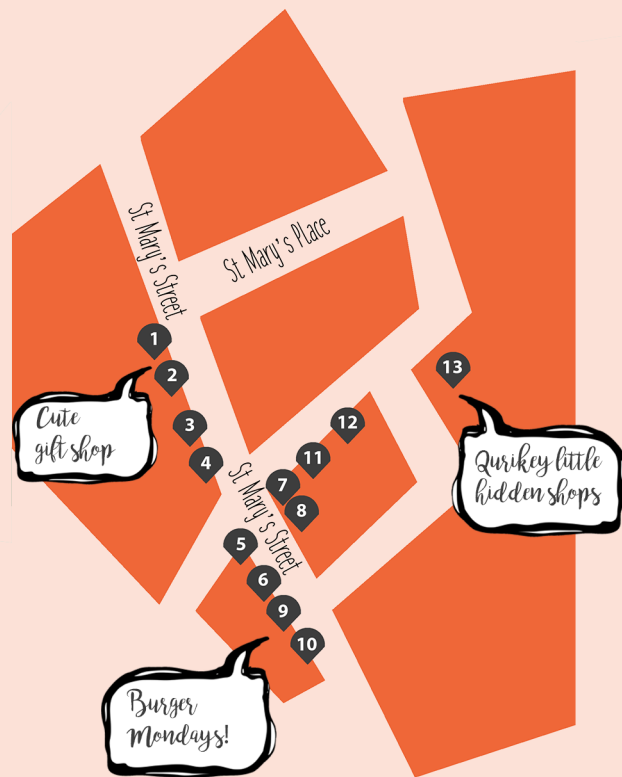 St Mary's Street
St Mary's Place
1
2
Cute
gift shop
3
4
13
12
11
Qurikey little
hidden shops
7
8
St Mary's Street
5
6
9
10
Burger
Mondays!